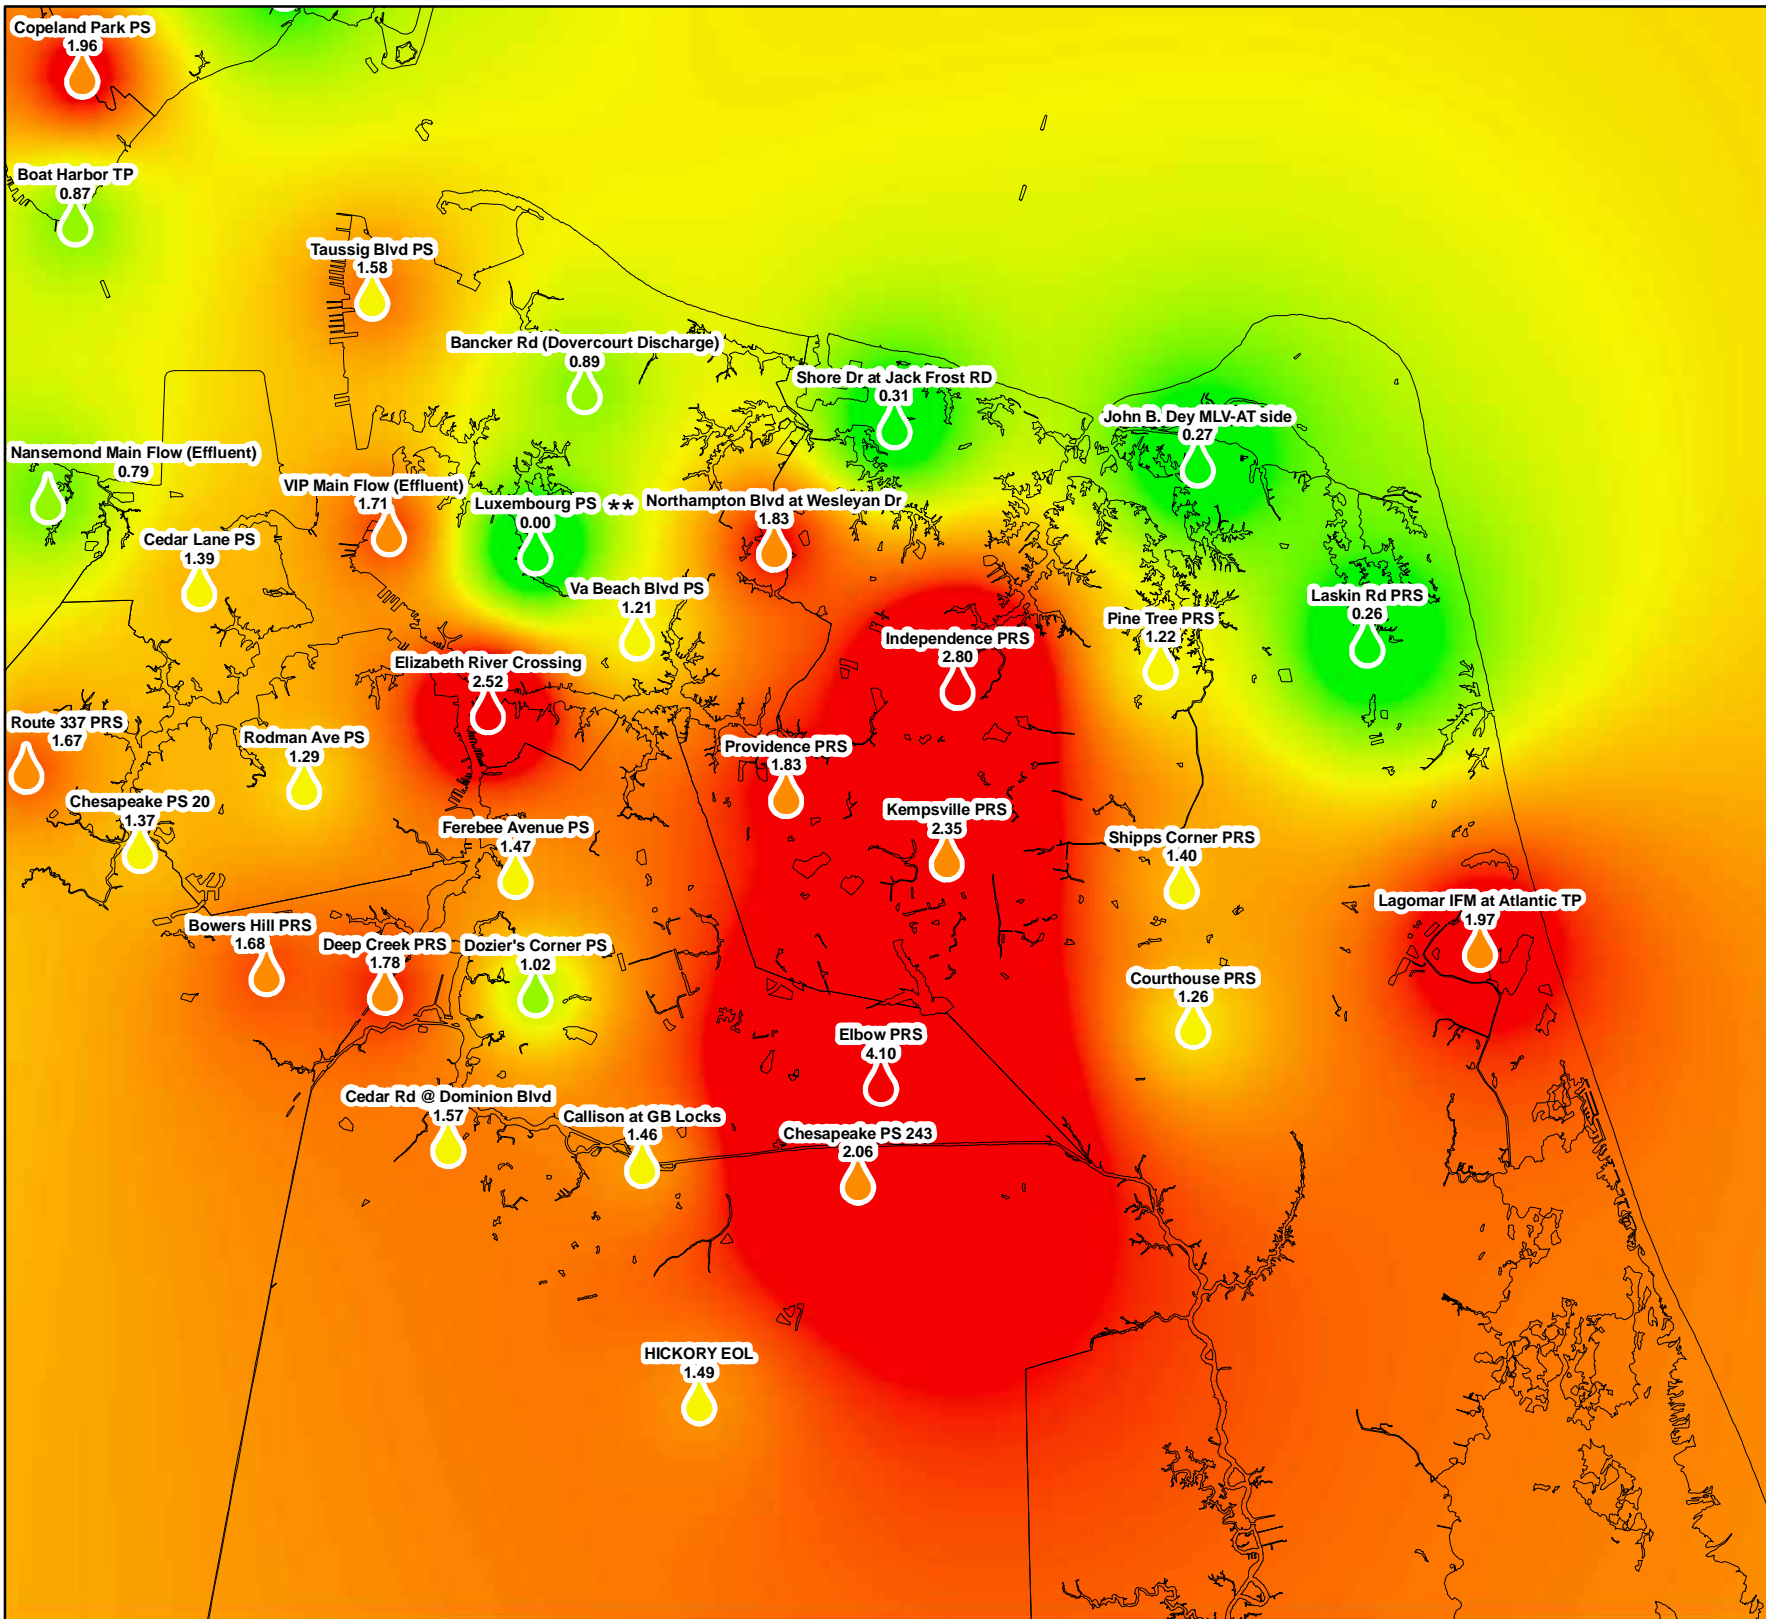 Copeland Park PS
1.96
Boat Harbor TP
0.87
Taussig Blvd PS
1.58
Bancker Rd (Dovercourt Discharge)
0.89
Shore Dr at Jack Frost RD
0.31
John B. Dey MLV-AT side
0.27
Nansemond Main Flow (Effluent)
0.79
VIP Main Flow (Effluent)
1.71
Luxembourg PS **
0.00
Northampton Blvd at Wesleyan Dr
1.83
Cedar Lane PS
1.39
Va Beach Blvd PS
1.21
Laskin Rd PRS
0.26
Pine Tree PRS
1.22
Independence PRS
2.80
Elizabeth River Crossing
2.52
Route 337 PRS
1.67
Rodman Ave PS
1.29
Providence PRS
1.83
Chesapeake PS 20
1.37
Kempsville PRS
2.35
Ferebee Avenue PS
1.47
Shipps Corner PRS
1.40
Lagomar IFM at Atlantic TP
1.97
Bowers Hill PRS
1.68
Deep Creek PRS
1.78
Dozier's Corner PS
1.02
Courthouse PRS
1.26
Elbow PRS
4.10
Cedar Rd @ Dominion Blvd
1.57
Callison at GB Locks
1.46
Chesapeake PS 243
2.06
HICKORY EOL
1.49